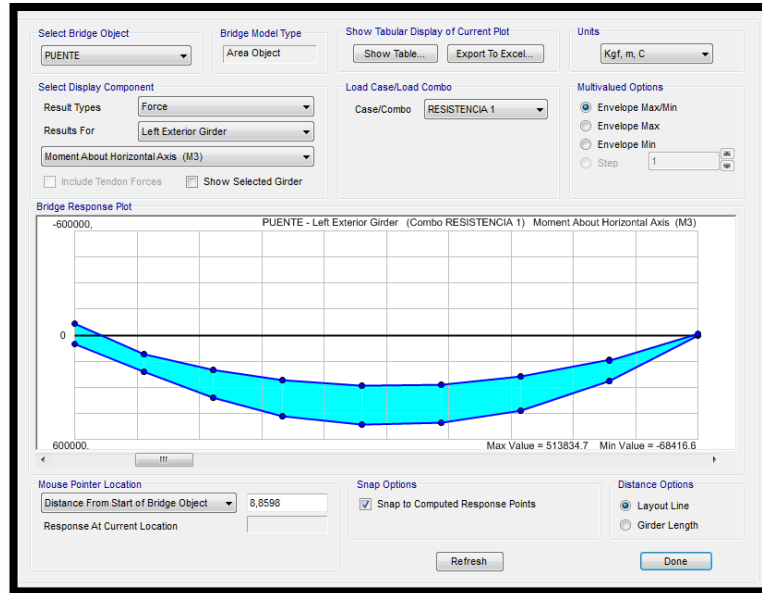 Select Bridge Object
PUENTE
Bridge Model Type
Area Object
Show Tabular Display of Current Plot
Show Table...
Export To Excel...
Units
Kgf, m, C
Select Display Component
Result Types
Force
Results For
Left Exterior Girder
Moment About Horizontal Axis (M3)
Include Tendon Forces
Show Selected Girder
Load Case/Load Combo
Case/Combo
RESISTENCIA 1
Multivalued Options
Envelope Max/Min
Envelope Max
Envelope Min
Step
1
Bridge Response Plot
-600000,
PUENTE - Left Exterior Girder (Combo RESISTENCIA 1) Moment About Horizontal Axis (M3)
0
600000.
Max Value = 513834.7 Min Value = -68416.6
Mouse Pointer Location
Distance From Start of Bridge Object
8,8598
Response At Current Location
Snap Options
Snap to Computed Response Points
Distance Options
Layout Line
Girder Length
Refresh
Done